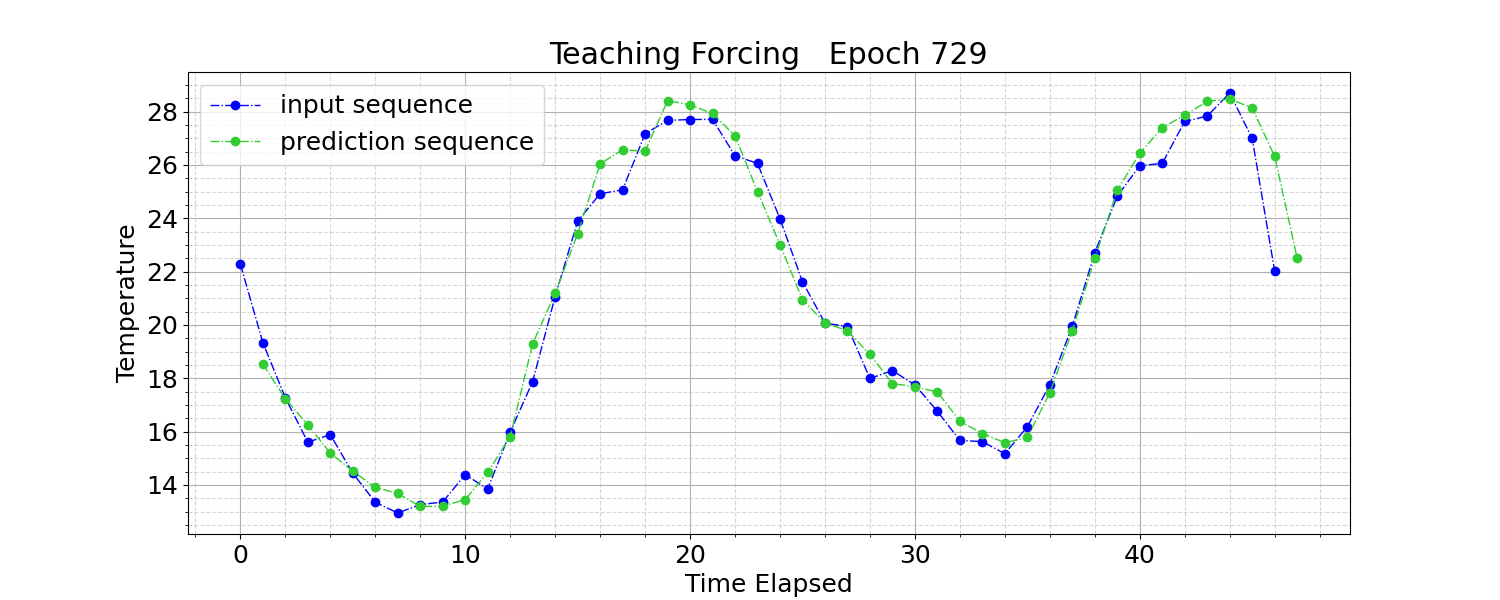 Teaching Forcing   Epoch 729
input sequence
prediction sequence
Temperature
28
26
24
22
20
18
16
14
0 10 20 30 40
Time Elapsed